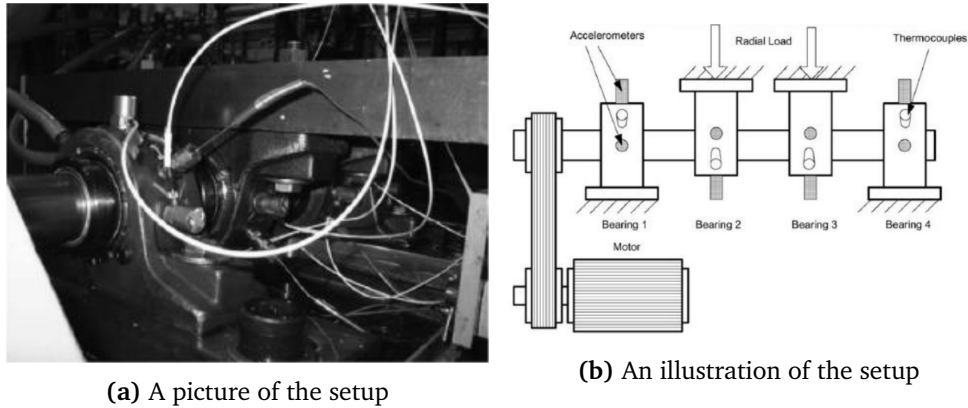 Accelerometers
Radial Load
Thermocouples
Bearing 1
Bearing 2
Bearing 3
Bearing 4
Motor
(a) A picture of the setup
(b) An illustration of the setup